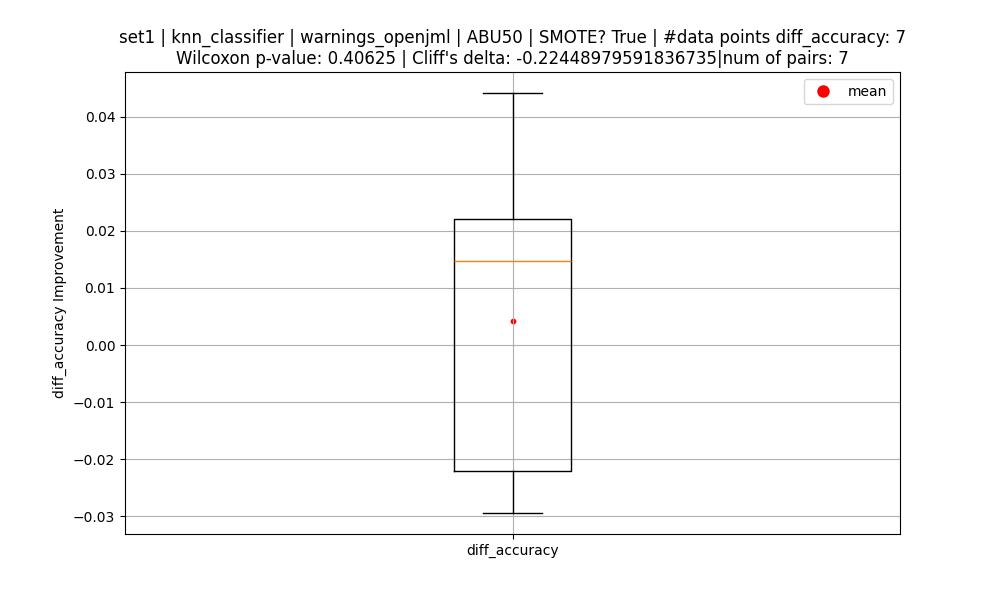 set1 | knn_classifier | warnings_openjml | ABU50 | SMOTE? True | #data points diff_accuracy: 7
Wilcoxon p-value: 0.40625 | Cliff's delta: -0.22448979591836735|num of pairs: 7
mean
0.04
0.03
0.02
0.01
0.00
−0.01
−0.02
−0.03
diff_accuracy Improvement
diff_accuracy